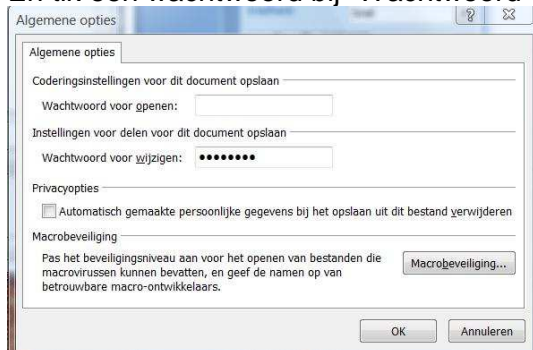 Algemene opties
Algemene opties
Coderingsinstellingen voor dit document opslaan
Wachtwoord voor openen:
Instellingen voor delen voor dit document opslaan
Wachtwoord voor wijzigen: ••••••••
Privacyopties
Automatisch gemaakte persoonlijke gegevens bij het opslaan uit dit bestand verwijderen
Macrobeveiliging
Pas het beveiligingsniveau aan voor het openen van bestanden die
macrovirussen kunnen bevatten, en geef de namen op van
betrouwbare macro-ontwikkelaars.
Macrobeveiliging...
OK Annuleren